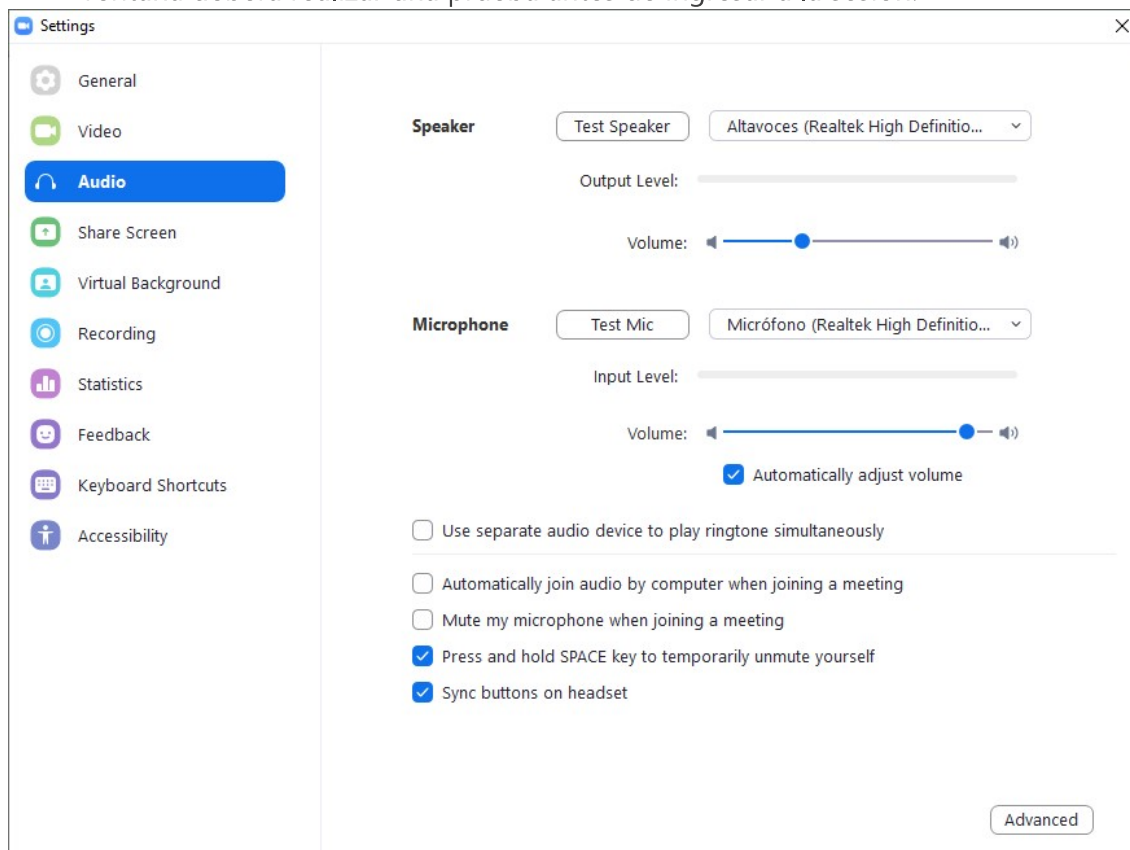 Settings
General
Video
Audio
Share Screen
Virtual Background
Recording
Statistics
Feedback
Keyboard Shortcuts
Accessibility
Speaker Test Speaker Altavoces (Realtek High Definitio...
Output Level:
Volume:
Microphone Test Mic Micrófono (Realtek High Definitio...
Input Level:
Volume:
Automatically adjust volume
Use separate audio device to play ringtone simultaneously
Automatically join audio by computer when joining a meeting
Mute my microphone when joining a meeting
Press and hold SPACE key to temporarily unmute yourself
Sync buttons on headset
Advanced